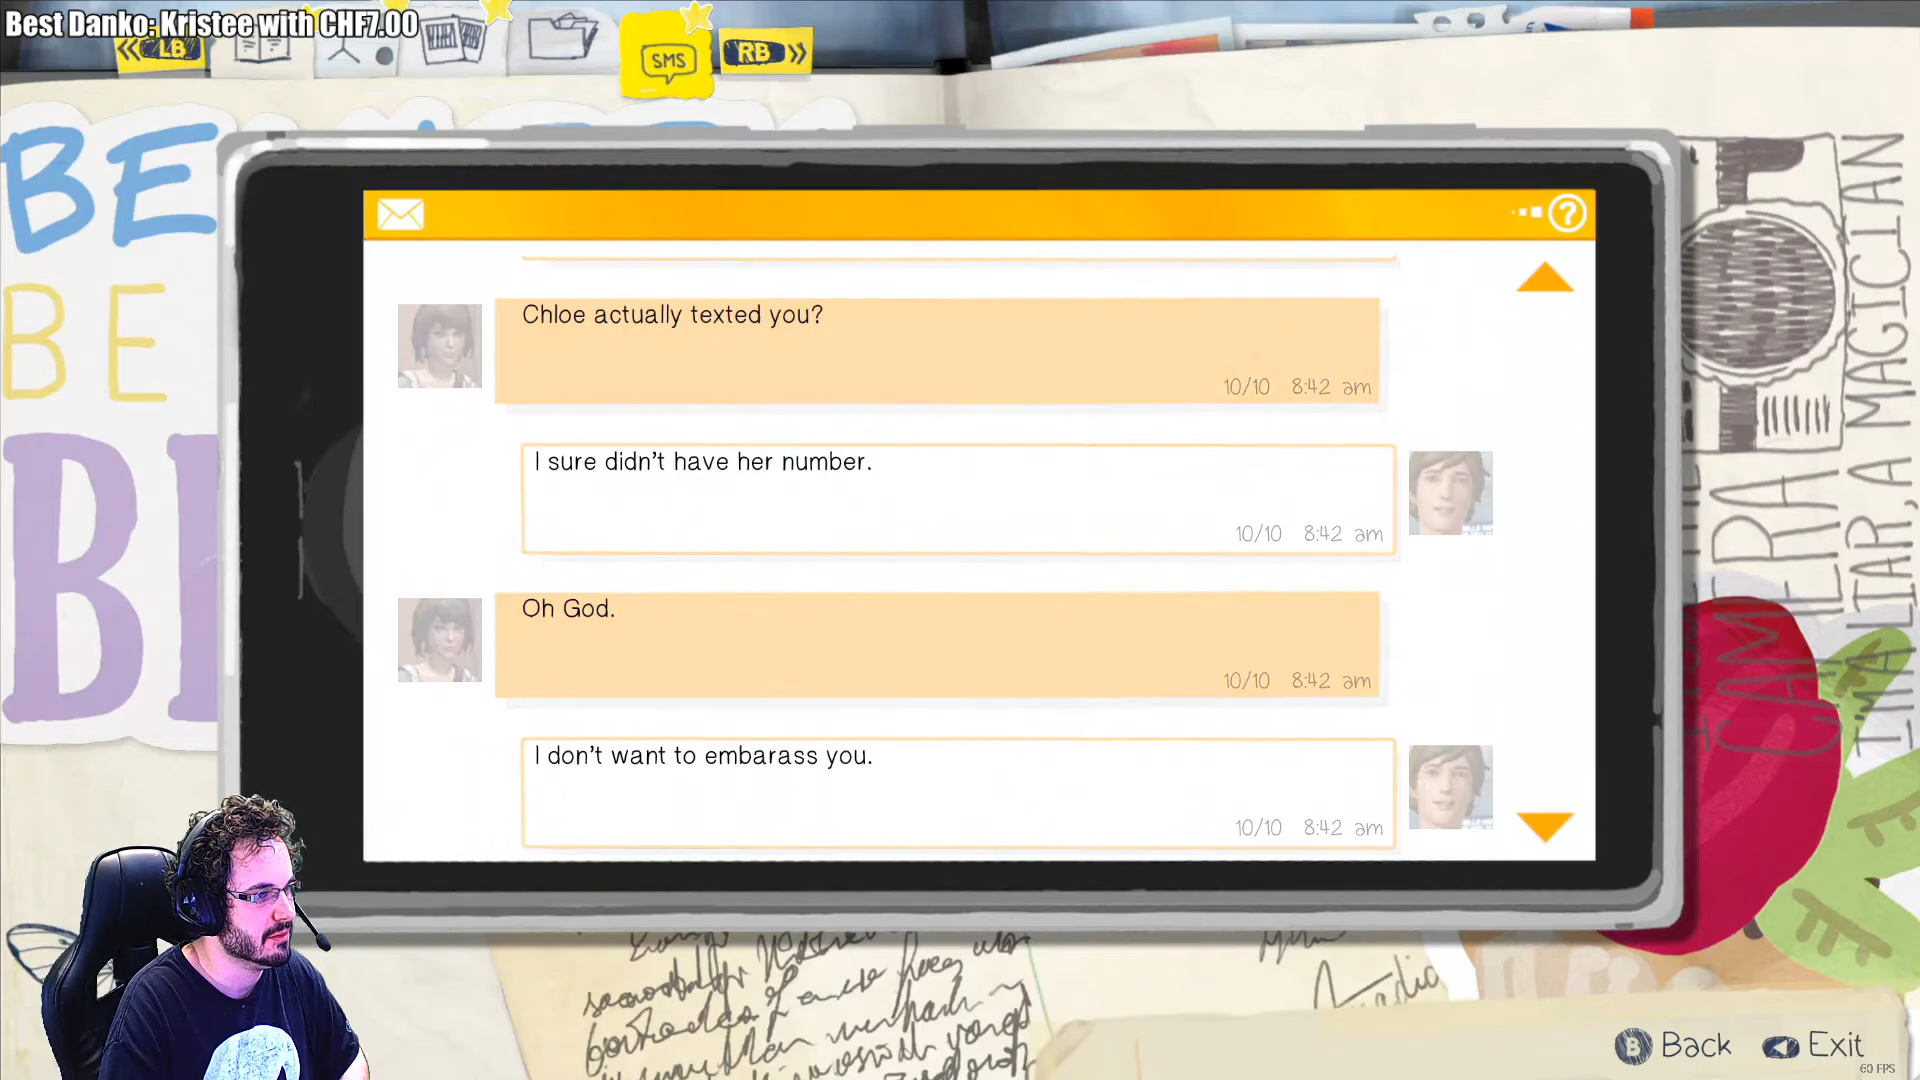 Best Danko: Kristee with CHF7.00
LB
SMS
RB
BE
BE
Chloe actually texted you?
10/10 8:42 am
I sure didn't have her number.
10/10 8:42 am
Oh God.
10/10 8:42 am
I don't want to embarass you.
10/10 8:42 am
CAMERA
I'M A LIAR, A MAGICIAN
B Back
Exit
60 FPS